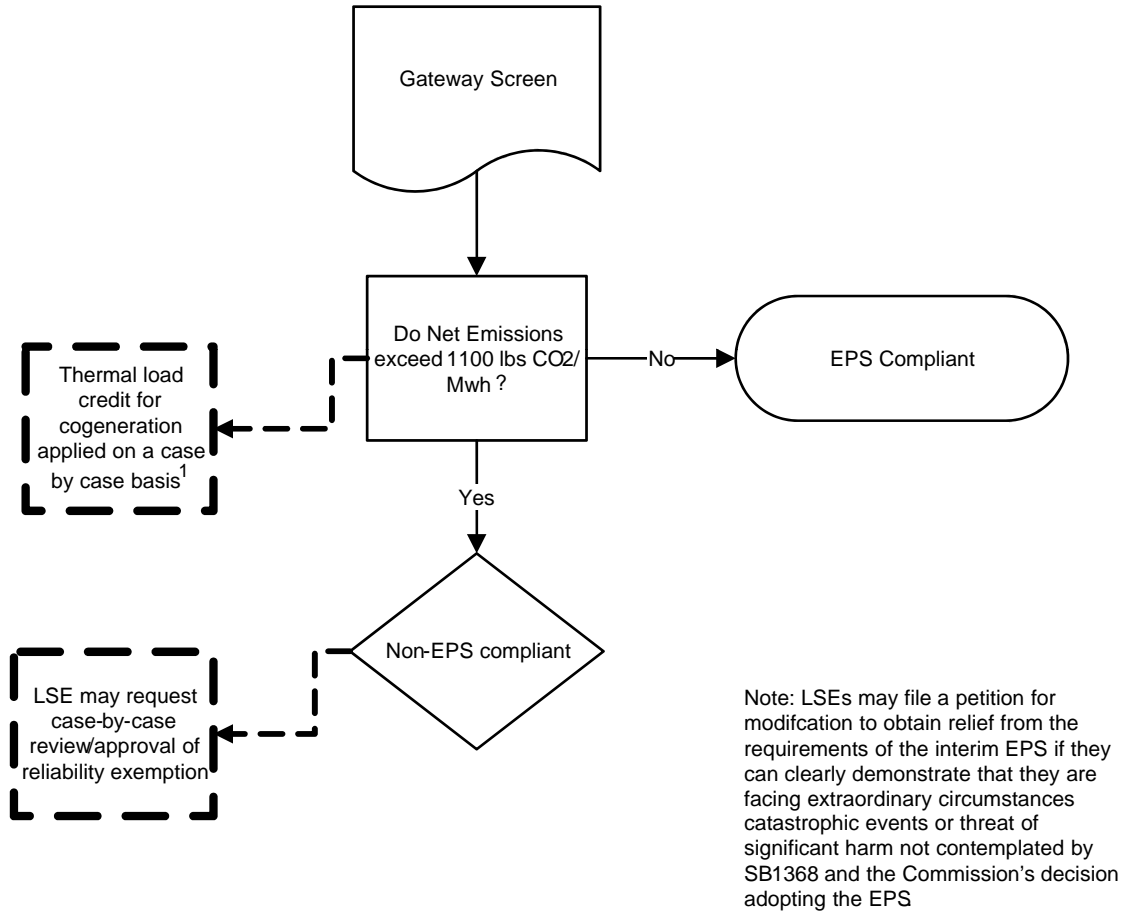 Gateway Screen
Do Net Emissions
exceed 1100 lbs CO2/
Mwh ?
No
EPS Compliant
Thermal load
credit for
cogeneration
applied on a case
by case basis1
Yes
Non-EPS compliant
LSE may request
case-by-case
review/approval of
reliability exemption
Note: LSEs may file a petition for
modifcation to obtain relief from the
requirements of the interim EPS if they
can clearly demonstrate that they are
facing extraordinary circumstances
catastrophic events or threat of
significant harm not contemplated by
SB1368 and the Commission's decision
adopting the EPS.